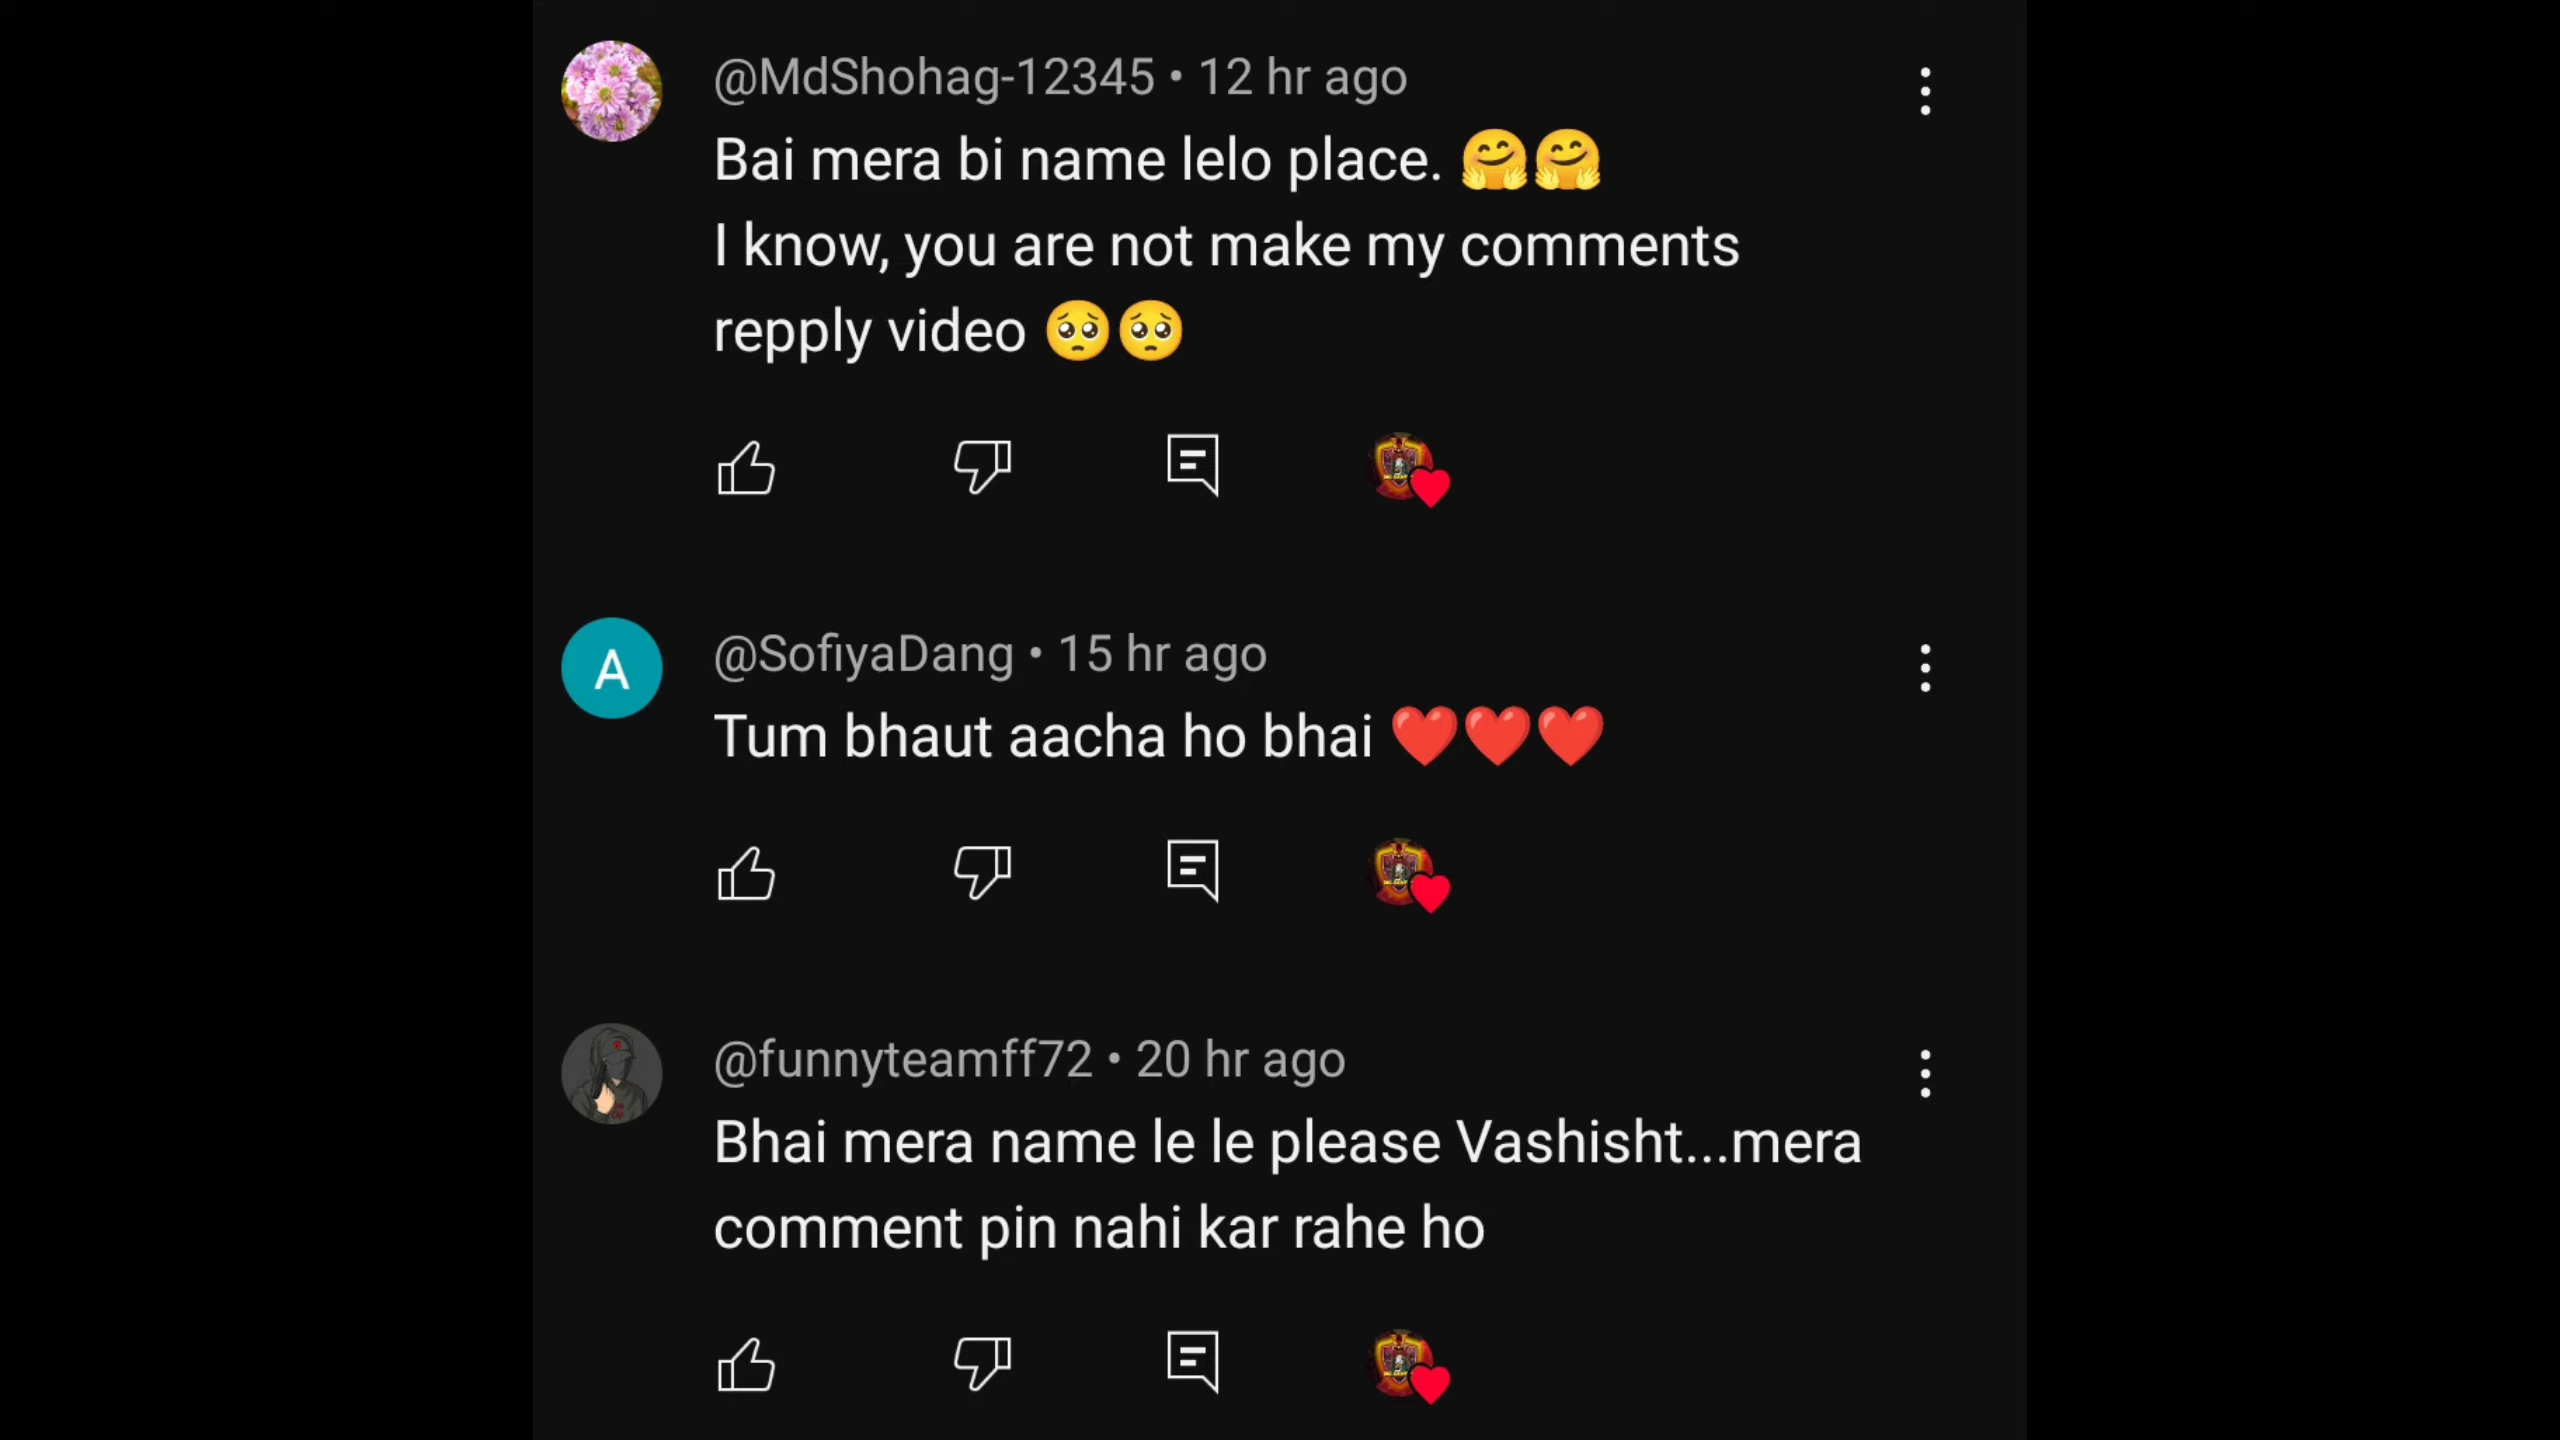 @MdShohag-12345 • 12 hr ago
Bai mera bi name lelo place. 🤗🤗
I know, you are not make my comments
repply video 🥺🥺
A
@SofiyaDang • 15 hr ago
Tum bhaut aacha ho bhai ❤️❤️❤️
@funnyteamff72 • 20 hr ago
Bhai mera name le le please Vashisht...mera
comment pin nahi kar rahe ho